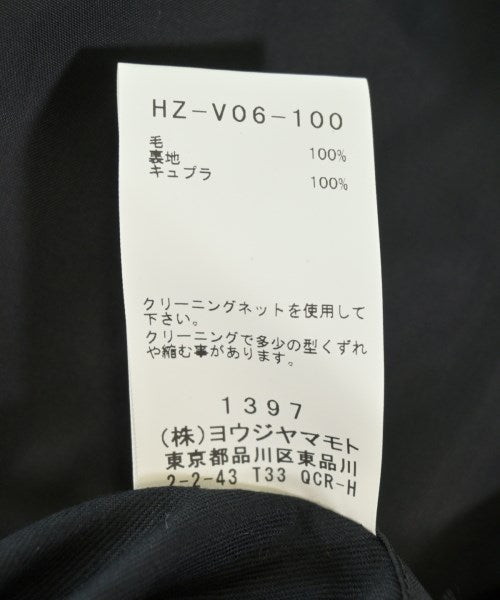 HZ-V06-100
毛 100%
裏地
キュプラ 100%
クリーニングネットを使用して
下さい。
クリーニングで多少の型くずれ
や縮む事があります。
1397
(株)ヨウジヤマモト
東京都品川区東品川
2-2-43 T33 QCR-H